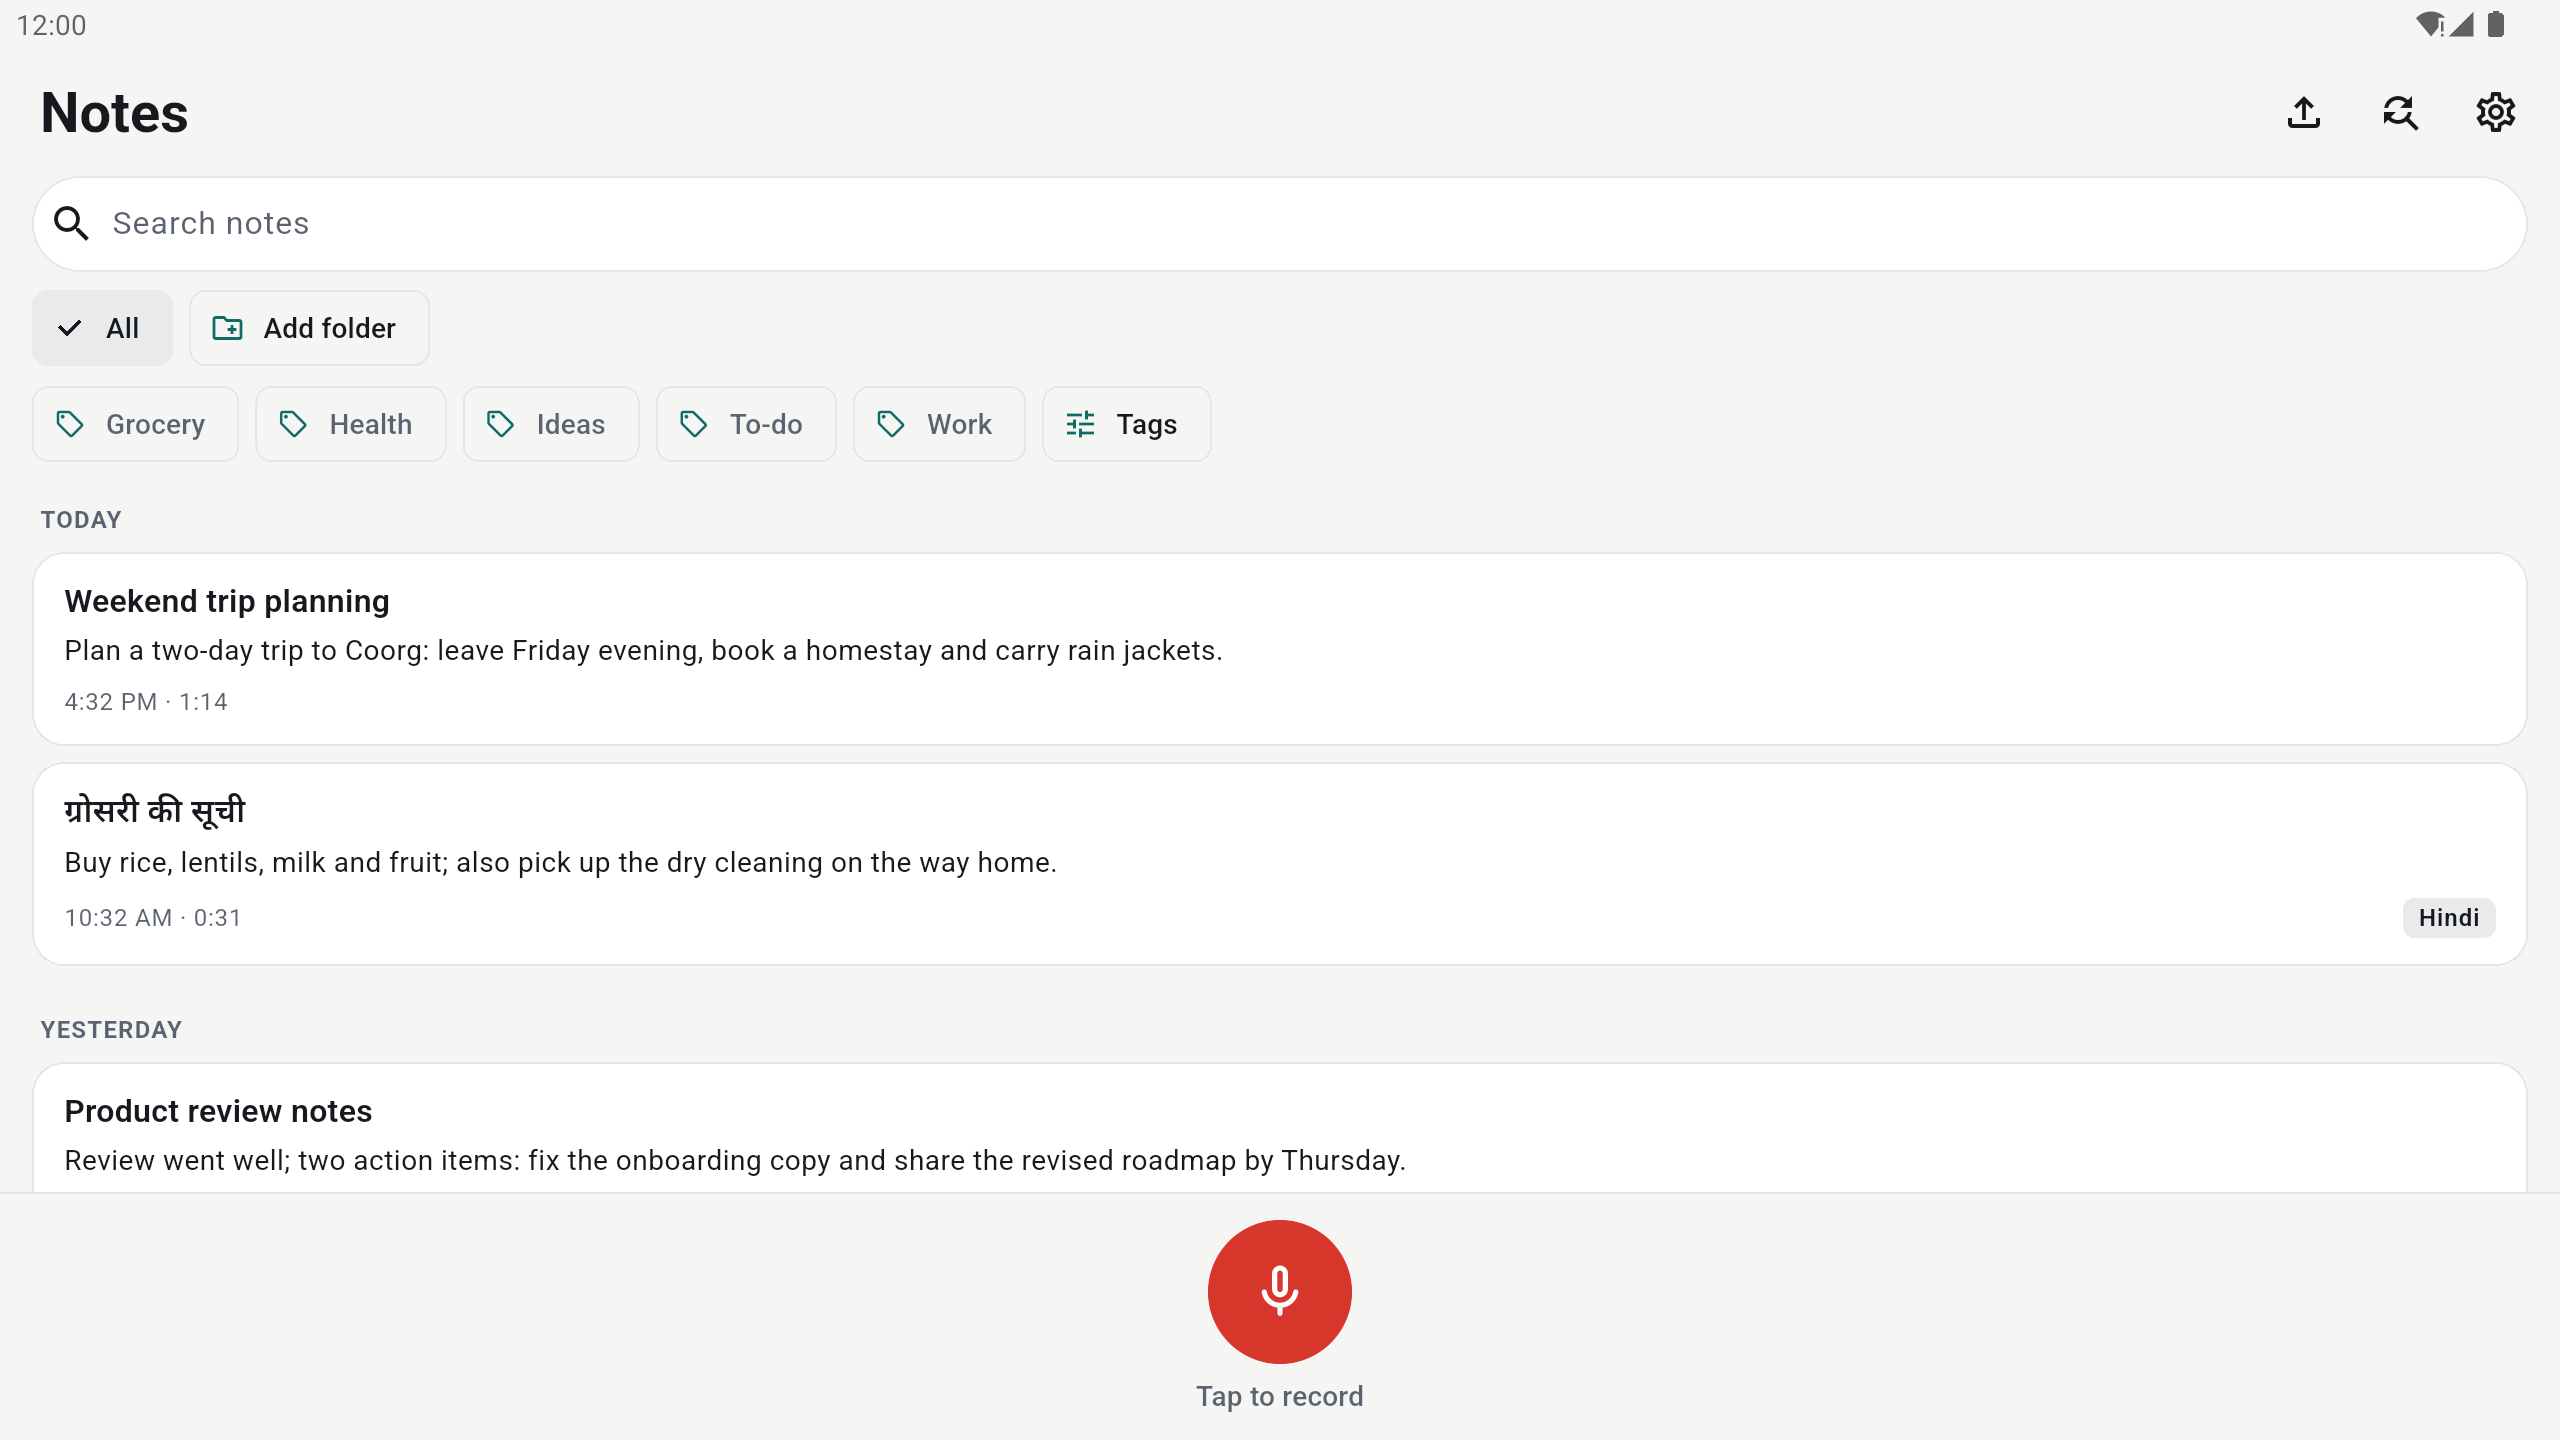 12:00
Notes
Search notes
All
Add folder
Grocery
Health
Ideas
To-do
Work
Tags
TODAY
Weekend trip planning
Plan a two-day trip to Coorg: leave Friday evening, book a homestay and carry rain jackets.
4:32 PM · 1:14
ग्रोसरी की सूची
Buy rice, lentils, milk and fruit; also pick up the dry cleaning on the way home.
10:32 AM · 0:31
Hindi
YESTERDAY
Product review notes
Review went well; two action items: fix the onboarding copy and share the revised roadmap by Thursday.
Tap to record